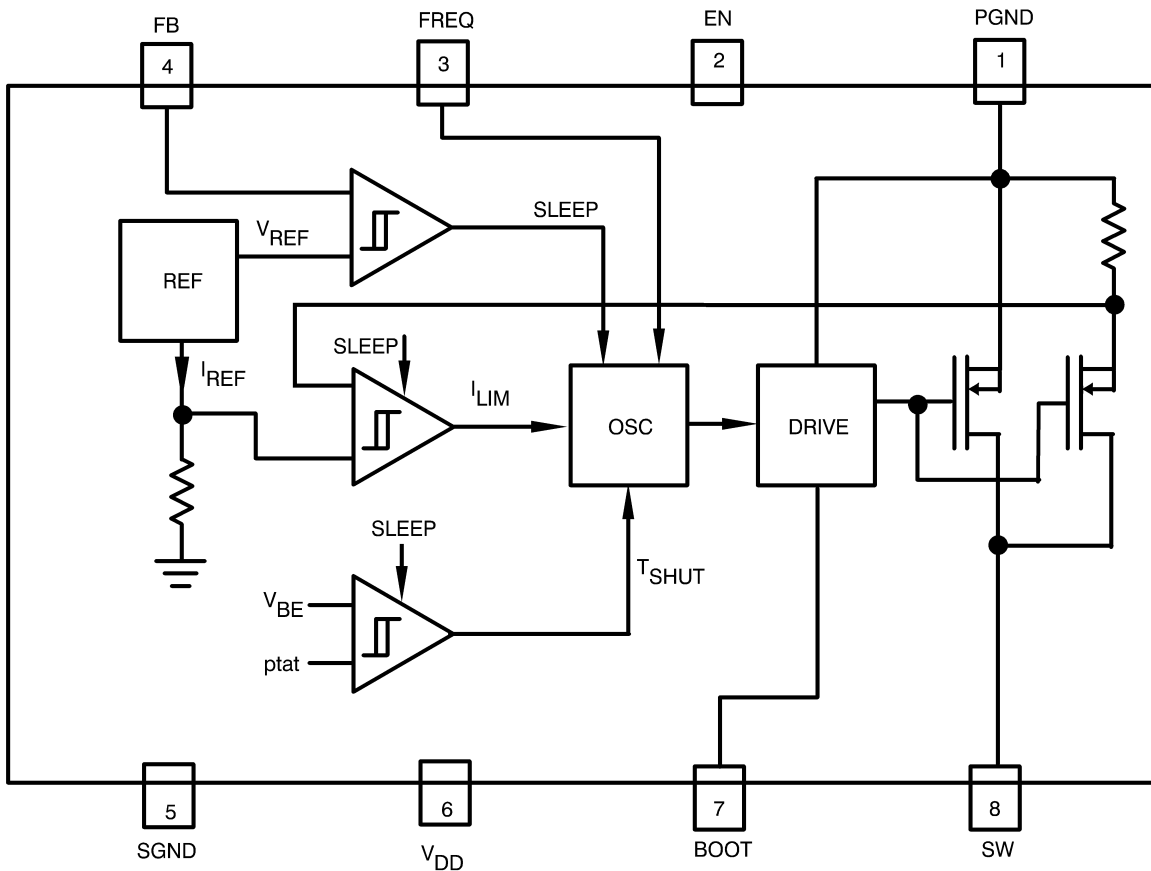 FB
FREQ
EN
PGND
4
3
2
1
SLEEP
VREF
REF
SLEEP
IREF
ILIM
OSC
DRIVE
SLEEP
TSHUT
VBE
ptat
5
6
7
8
SGND
VDD
BOOT
SW